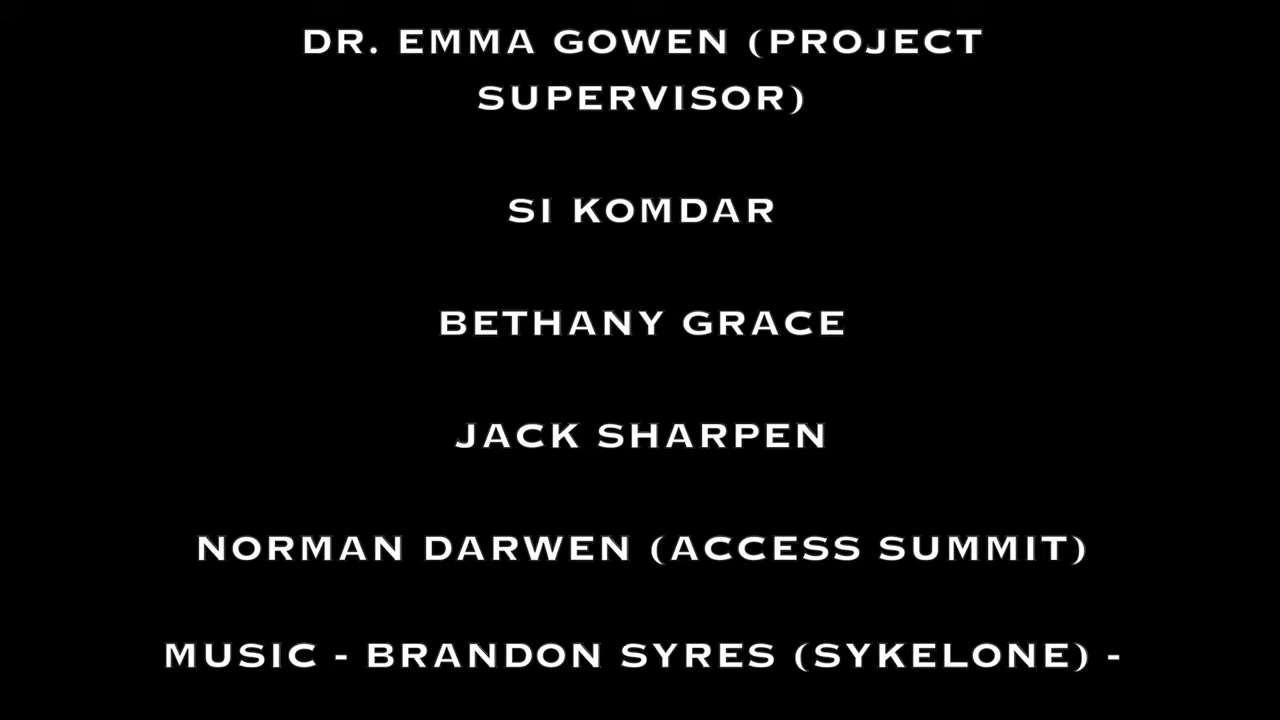 DR. EMMA GOWEN (PROJECT
SUPERVISOR)
SI KOMDAR
BETHANY GRACE
JACK SHARPEN
NORMAN DARWEN (ACCESS SUMMIT)
MUSIC - BRANDON SYRES (SYKELONE) -